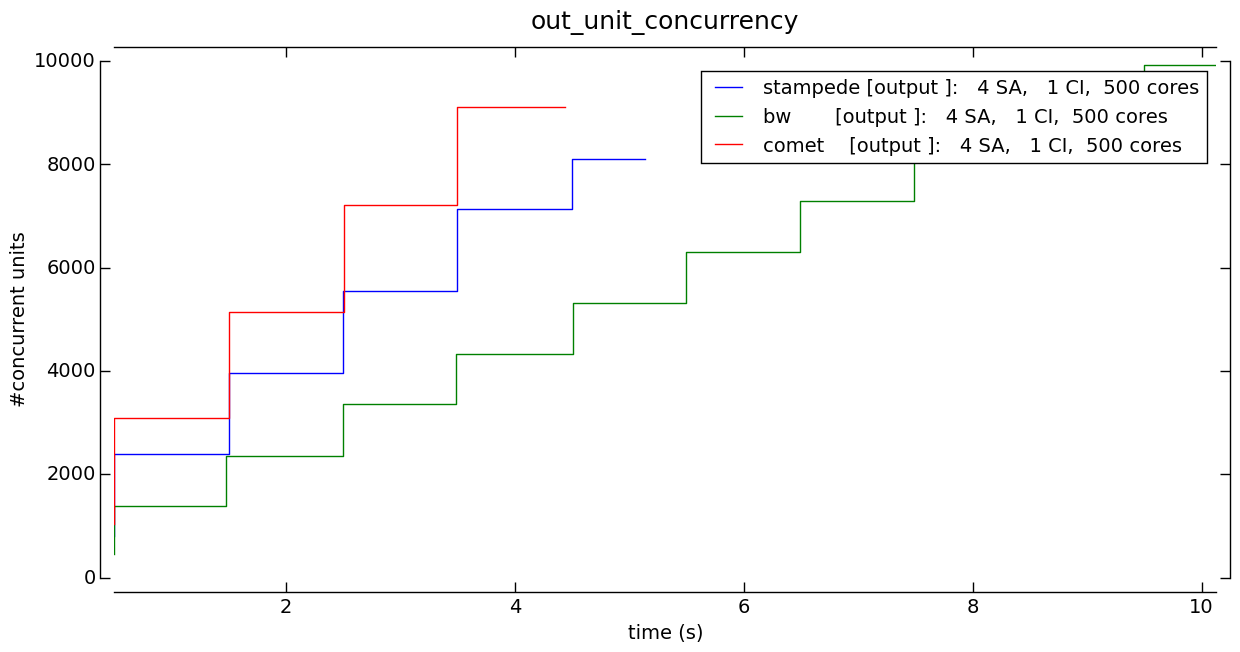 out_unit_concurrency
10000
8000
6000
4000
2000
0
#concurrent units
stampede [output ]:   4 SA,   1 CI,  500 cores
bw       [output ]:   4 SA,   1 CI,  500 cores
comet    [output ]:   4 SA,   1 CI,  500 cores
2 4 6 8 10
time (s)